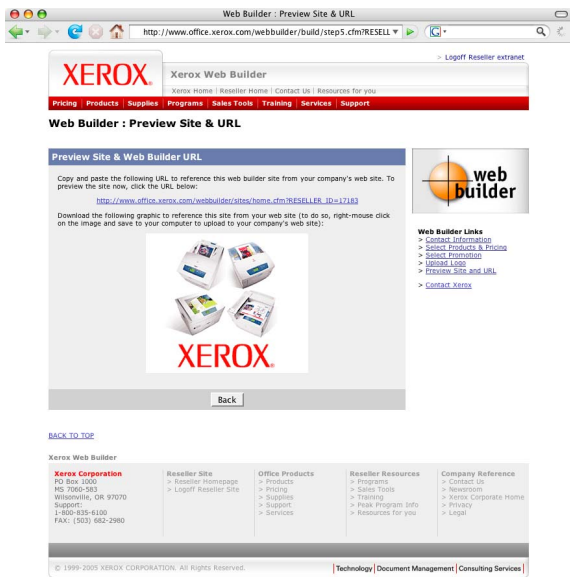 Web Builder : Preview Site & URL
http://www.office.xerox.com/webbuilder/build/step5.cfm?RESELL
G
> Logoff Reseller extranet
XEROX.
Xerox Web Builder
Xerox Home | Reseller Home | Contact Us | Resources for you
Pricing | Products | Supplies | Programs | Sales Tools | Training | Services | Support
Web Builder : Preview Site & URL
Preview Site & Web Builder URL
Copy and paste the following URL to reference this web builder site from your company's web site. To
preview the site now, click the URL below:
http://www.office.xerox.com/webbuilder/sites/home.cfm?RESELLER_ID=17183
Download the following graphic to reference this site from your web site (to do so, right-mouse click
on the image and save to your computer to upload to your company's web site):
XEROX.
Back
web
builder
Web Builder Links
> Contact Information
> Select Products & Pricing
> Select Promotion
> Upload Logo
> Preview Site and URL
> Contact Xerox
BACK TO TOP
Xerox Web Builder
Xerox Corporation
PO Box 1000
MS 7060-583
Wilsonville, OR 97070
Support:
1-800-835-6100
FAX: (503) 682-2980
Reseller Site
> Reseller Homepage
> Logoff Reseller Site
Office Products
> Products
> Pricing
> Supplies
> Support
> Services
Reseller Resources
> Programs
> Sales Tools
> Training
> Peak Program Info
> Resources for you
Company Reference
> Contact Us
> Newsroom
> Xerox Corporate Home
> Privacy
> Legal
© 1999-2005 XEROX CORPORATION. All Rights Reserved.
Technology | Document Management | Consulting Services |